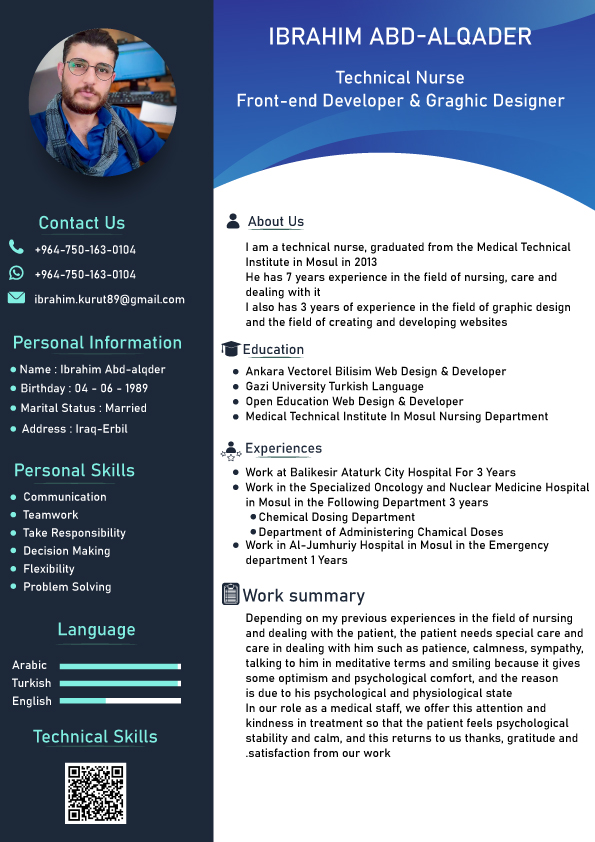 IBRAHIM ABD-ALQADER
Technical Nurse
Front-end Developer & Graghic Designer
Contact Us
+964-750-163-0104
+964-750-163-0104
ibrahim.kurut89@gmail.com
Personal Information
Name : Ibrahim Abd-alqder
Birthday : 04 - 06 - 1989
Marital Status : Married
Address : Iraq-Erbil
Personal Skills
Communication
Teamwork
Take Responsibility
Decision Making
Flexibility
Problem Solving
Language
Arabic
Turkish
English
Technical Skills
About Us
I am a technical nurse, graduated from the Medical Technical
Institute in Mosul in 2013
He has 7 years experience in the field of nursing, care and
dealing with it
I also has 3 years of experience in the field of graphic design
and the field of creating and developing websites
Education
Ankara Vectorel Bilisim Web Design & Developer
Gazi University Turkish Language
Open Education Web Design & Developer
Medical Technical Institute In Mosul Nursing Department
Experiences
Work at Balikesir Ataturk City Hospital For 3 Years
Work in the Specialized Oncology and Nuclear Medicine Hospital
in Mosul in the Following Department 3 years
Chemical Dosing Department
Department of Administering Chamical Doses
Work in Al-Jumhuriy Hospital in Mosul in the Emergency
department 1 Years
Work summary
Depending on my previous experiences in the field of nursing
and dealing with the patient, the patient needs special care and
care in dealing with him such as patience, calmness, sympathy,
talking to him in meditative terms and smiling because it gives
some optimism and psychological comfort, and the reason
is due to his psychological and physiological state
In our role as a medical staff, we offer this attention and
kindness in treatment so that the patient feels psychological
stability and calm, and this returns to us thanks, gratitude and
.satisfaction from our work